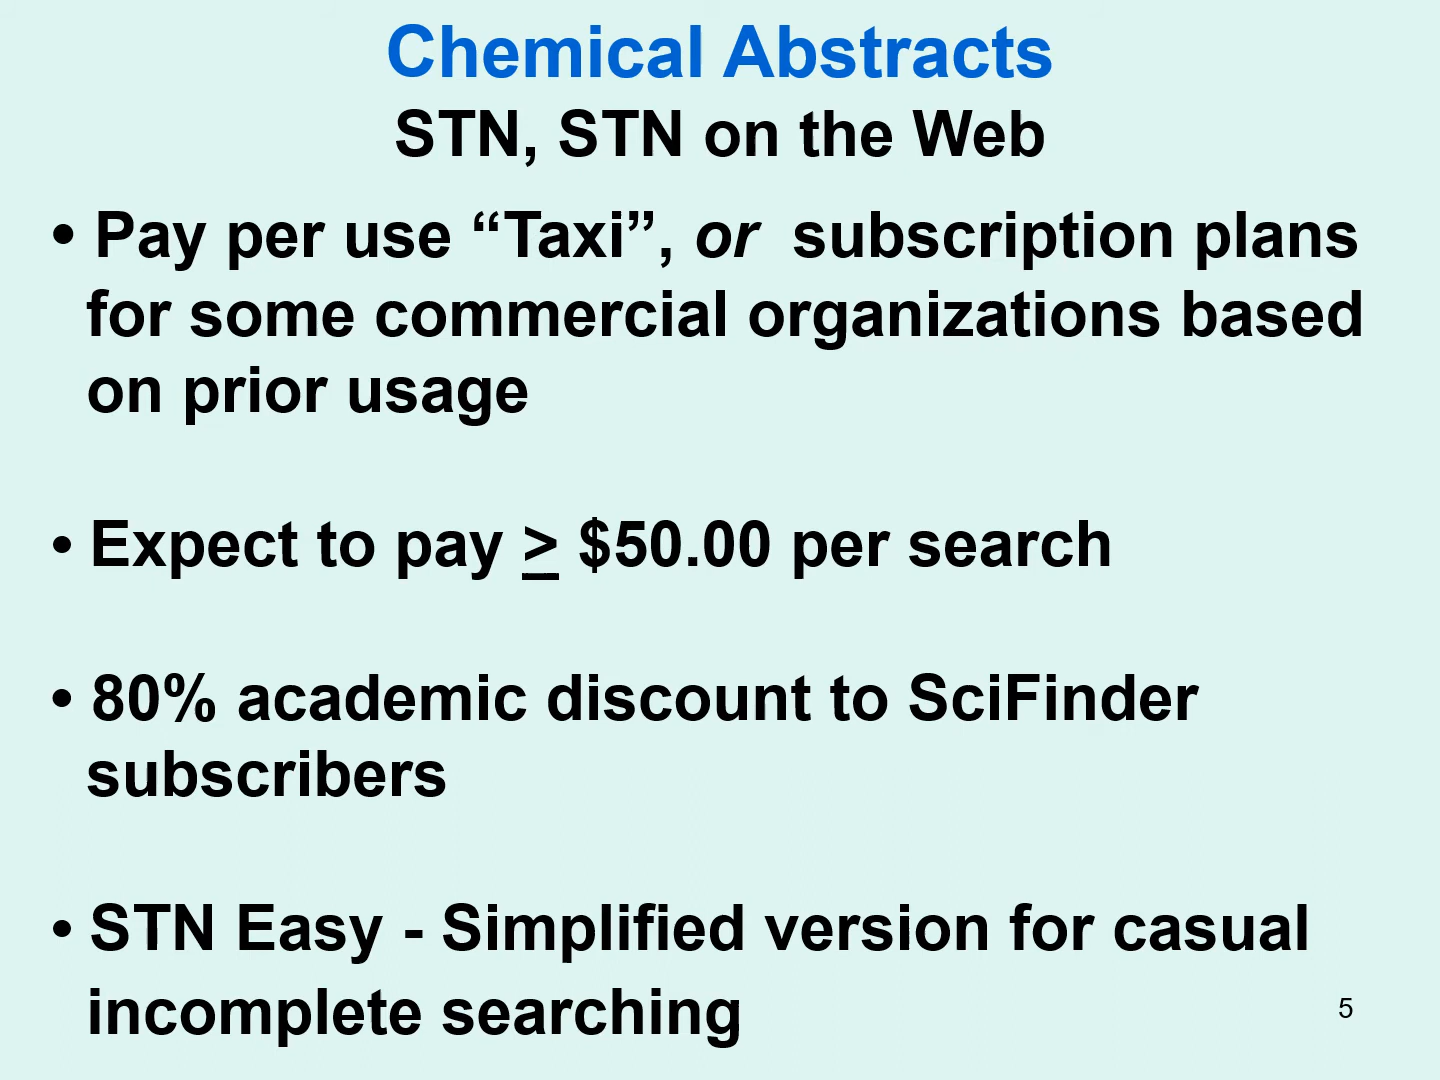 Chemical Abstracts
STN, STN on the Web
• Pay per use “Taxi”, or subscription plans
for some commercial organizations based
on prior usage
• Expect to pay ≥ $50.00 per search
• 80% academic discount to SciFinder
subscribers
• STN Easy - Simplified version for casual
incomplete searching
5